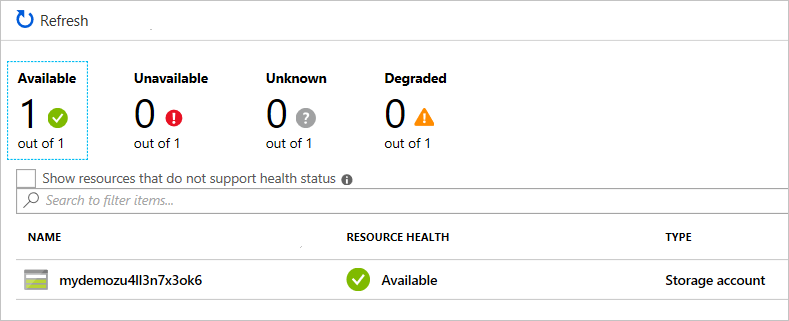 Refresh
Available Unavailable Unknown Degraded
1 0 0 0
out of 1 out of 1 out of 1 out of 1
Show resources that do not support health status
Search to filter items...
NAME RESOURCE HEALTH TYPE
mydemozu4ll3n7x3ok6 Available Storage account